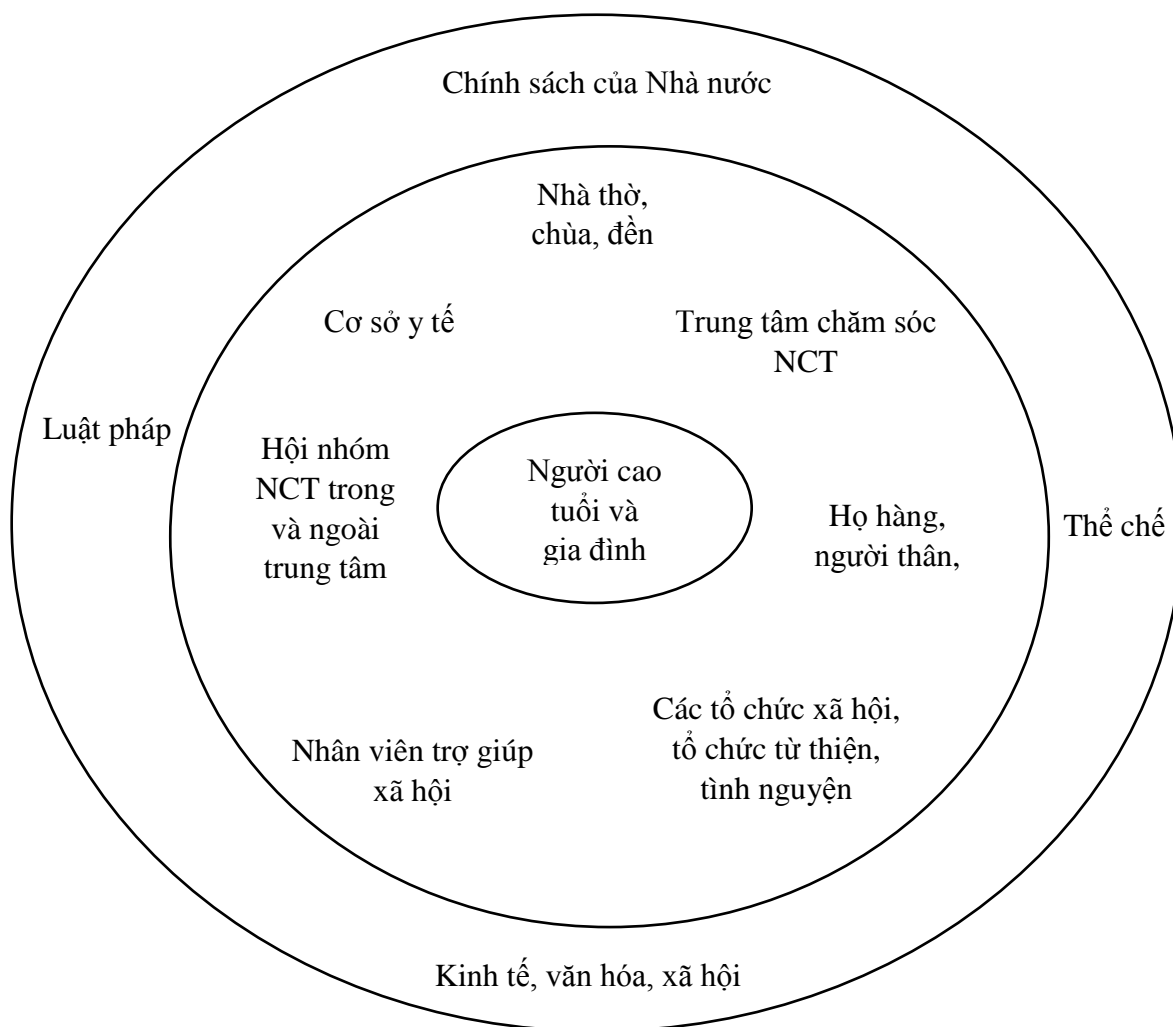 Chính sách của Nhà nước
Nhà thờ,
chùa, đền
Cơ sở y tế
Trung tâm chăm sóc
NCT
Luật pháp
Hội nhóm
NCT trong
và ngoài
trung tâm
Người cao
tuổi và
gia đình
Họ hàng,
người thân,
Thể chế
Nhân viên trợ giúp
xã hội
Các tổ chức xã hội,
tổ chức từ thiện,
tình nguyện
Kinh tế, văn hóa, xã hội